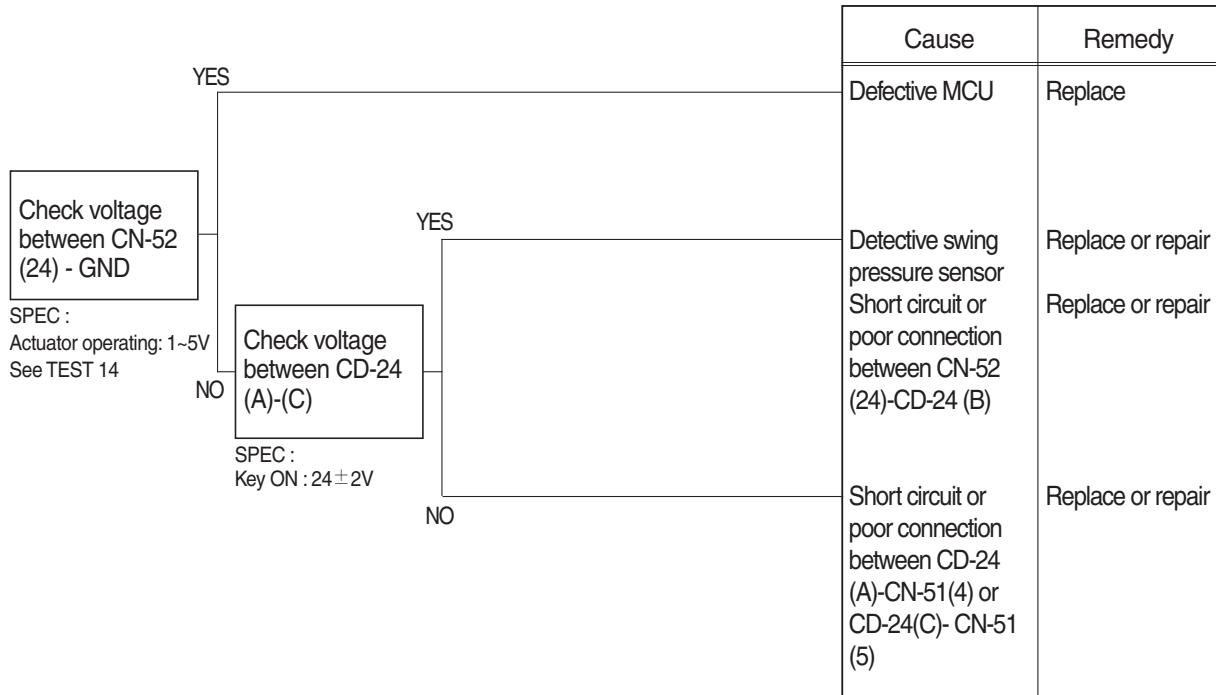 Cause
Remedy
YES
Defective MCU
Replace
Check voltage
between CN-52
(24) - GND
SPEC :
Actuator operating: 1~5V
See TEST 14
NO
Check voltage
between CD-24
(A)-(C)
SPEC :
Key ON : 24±2V
YES
Detective swing
pressure sensor
Replace or repair
Short circuit or
poor connection
between CN-52
(24)-CD-24 (B)
Replace or repair
NO
Short circuit or
poor connection
between CD-24
(A)-CN-51(4) or
CD-24(C)- CN-51
(5)
Replace or repair